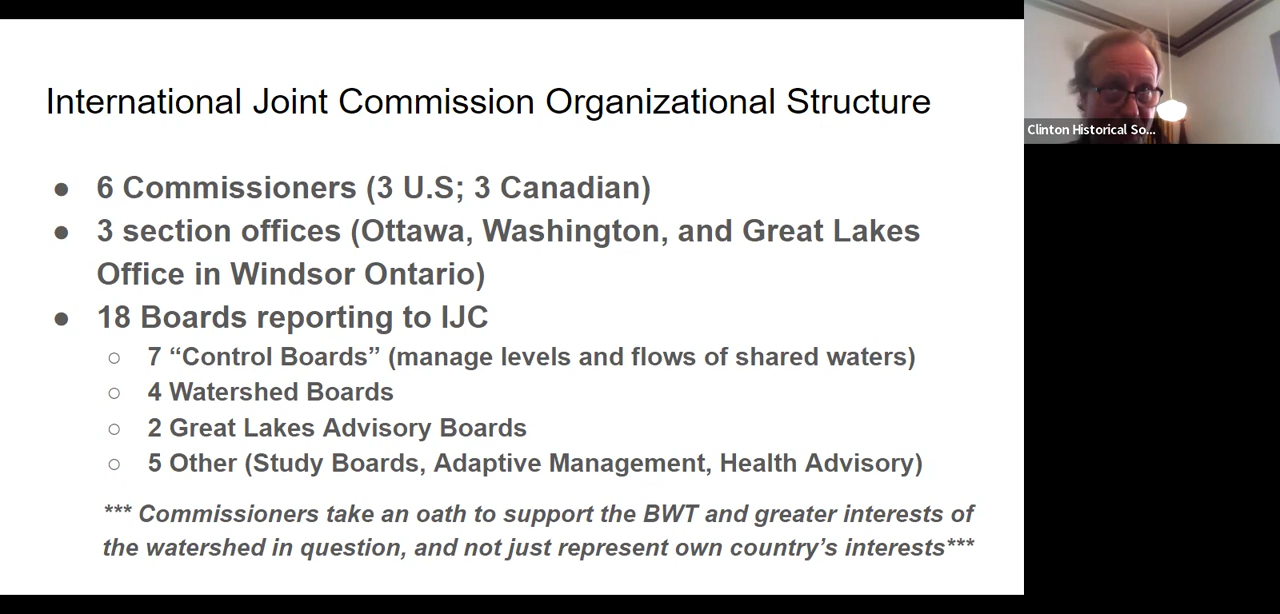 International Joint Commission Organizational Structure
● 6 Commissioners (3 U.S; 3 Canadian)
● 3 section offices (Ottawa, Washington, and Great Lakes
Office in Windsor Ontario)
● 18 Boards reporting to IJC
○ 7 “Control Boards” (manage levels and flows of shared waters)
○ 4 Watershed Boards
○ 2 Great Lakes Advisory Boards
○ 5 Other (Study Boards, Adaptive Management, Health Advisory)
*** Commissioners take an oath to support the BWT and greater interests of
the watershed in question, and not just represent own country’s interests***
Clinton Historical So...